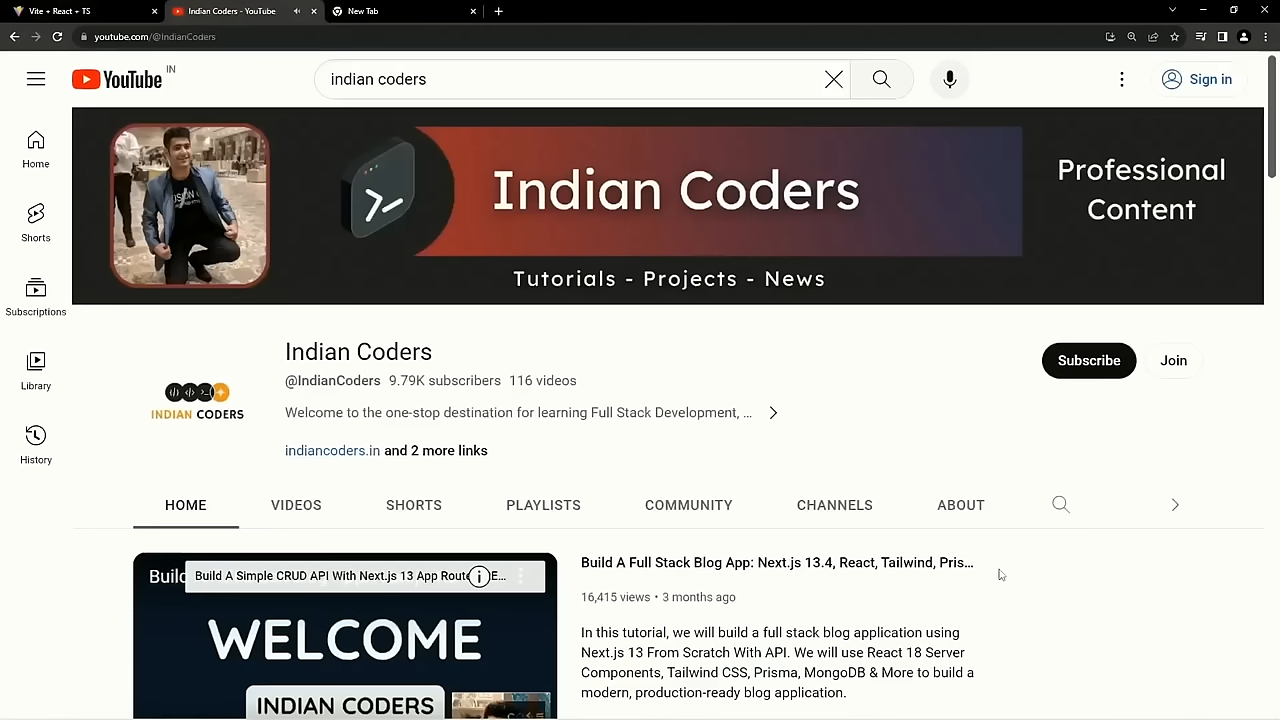 Vite + React + TS
Indian Coders - YouTube
New Tab
youtube.com/@IndianCoders
YouTube IN
indian coders
Sign in
Home
Shorts
Subscriptions
Library
History
Indian Coders
Professional
Content
Tutorials - Projects - News
Indian Coders
@IndianCoders 9.79K subscribers 116 videos
Welcome to the one-stop destination for learning Full Stack Development, ...
indiancoders.in and 2 more links
Subscribe
Join
INDIAN CODERS
HOME VIDEOS SHORTS PLAYLISTS COMMUNITY CHANNELS ABOUT
Build A Simple CRUD API With Next.js 13 App Route
WELCOME
INDIAN CODERS
Build A Full Stack Blog App: Next.js 13.4, React, Tailwind, Pris...
16,415 views • 3 months ago
In this tutorial, we will build a full stack blog application using
Next.js 13 From Scratch With API. We will use React 18 Server
Components, Tailwind CSS, Prisma, MongoDB & More to build a
modern, production-ready blog application.